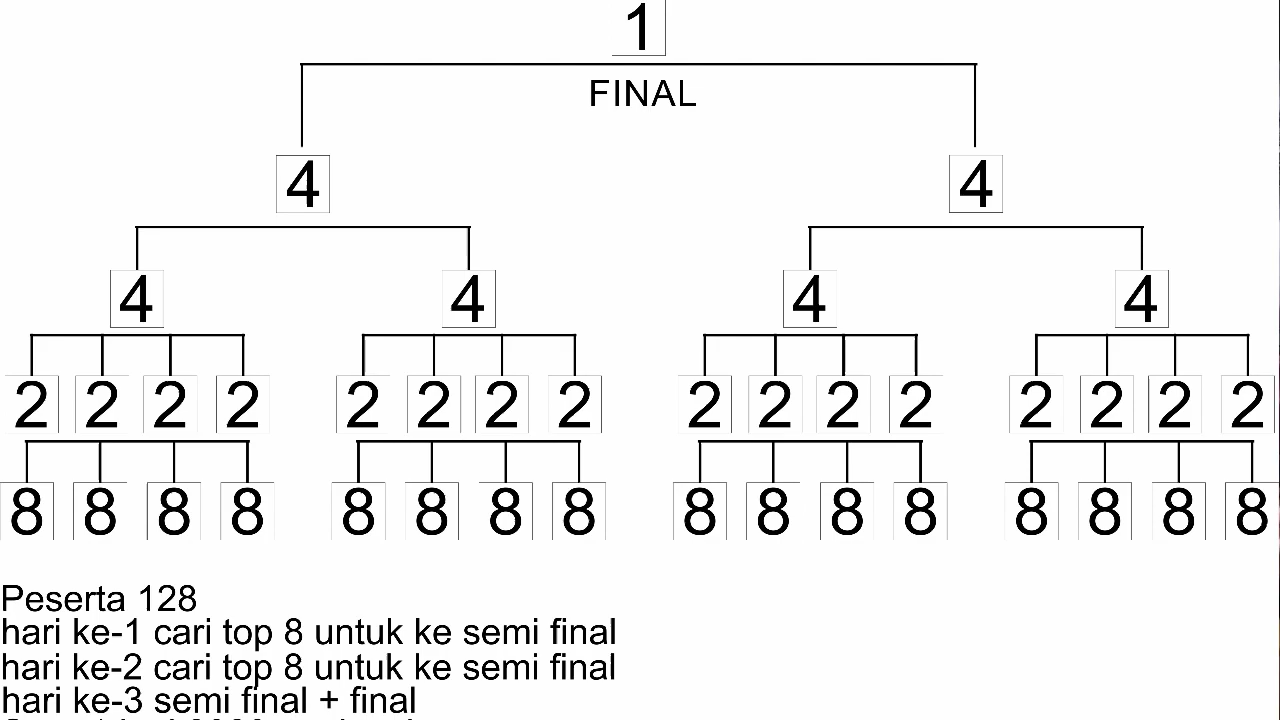 1
FINAL
4 4
4 4 4 4
2 2 2 2 2 2 2 2 2 2 2 2 2 2 2 2
8 8 8 8 8 8 8 8 8 8 8 8 8 8 8 8
Peserta 128
hari ke-1 cari top 8 untuk ke semi final
hari ke-2 cari top 8 untuk ke semi final
hari ke-3 semi final + final